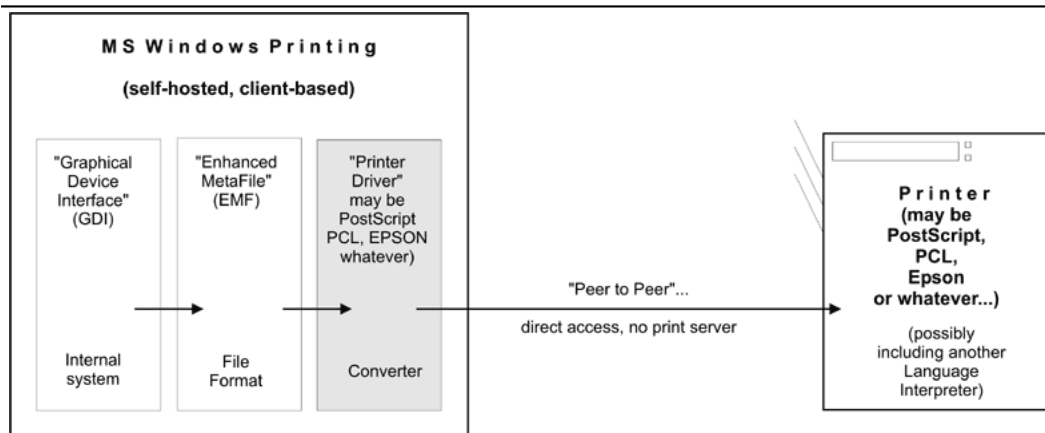 MS Windows Printing
(self-hosted, client-based)
"Graphical
Device
Interface"
(GDI)
Internal
system
"Enhanced
MetaFile"
(EMF)
File
Format
"Printer
Driver"
may be
PostScript
PCL, EPSON
whatever)
Converter
"Peer to Peer"...
direct access, no print server
Printer
(may be
PostScript,
PCL,
Epson
or whatever...)
(possibly
including another
Language
Interpreter)